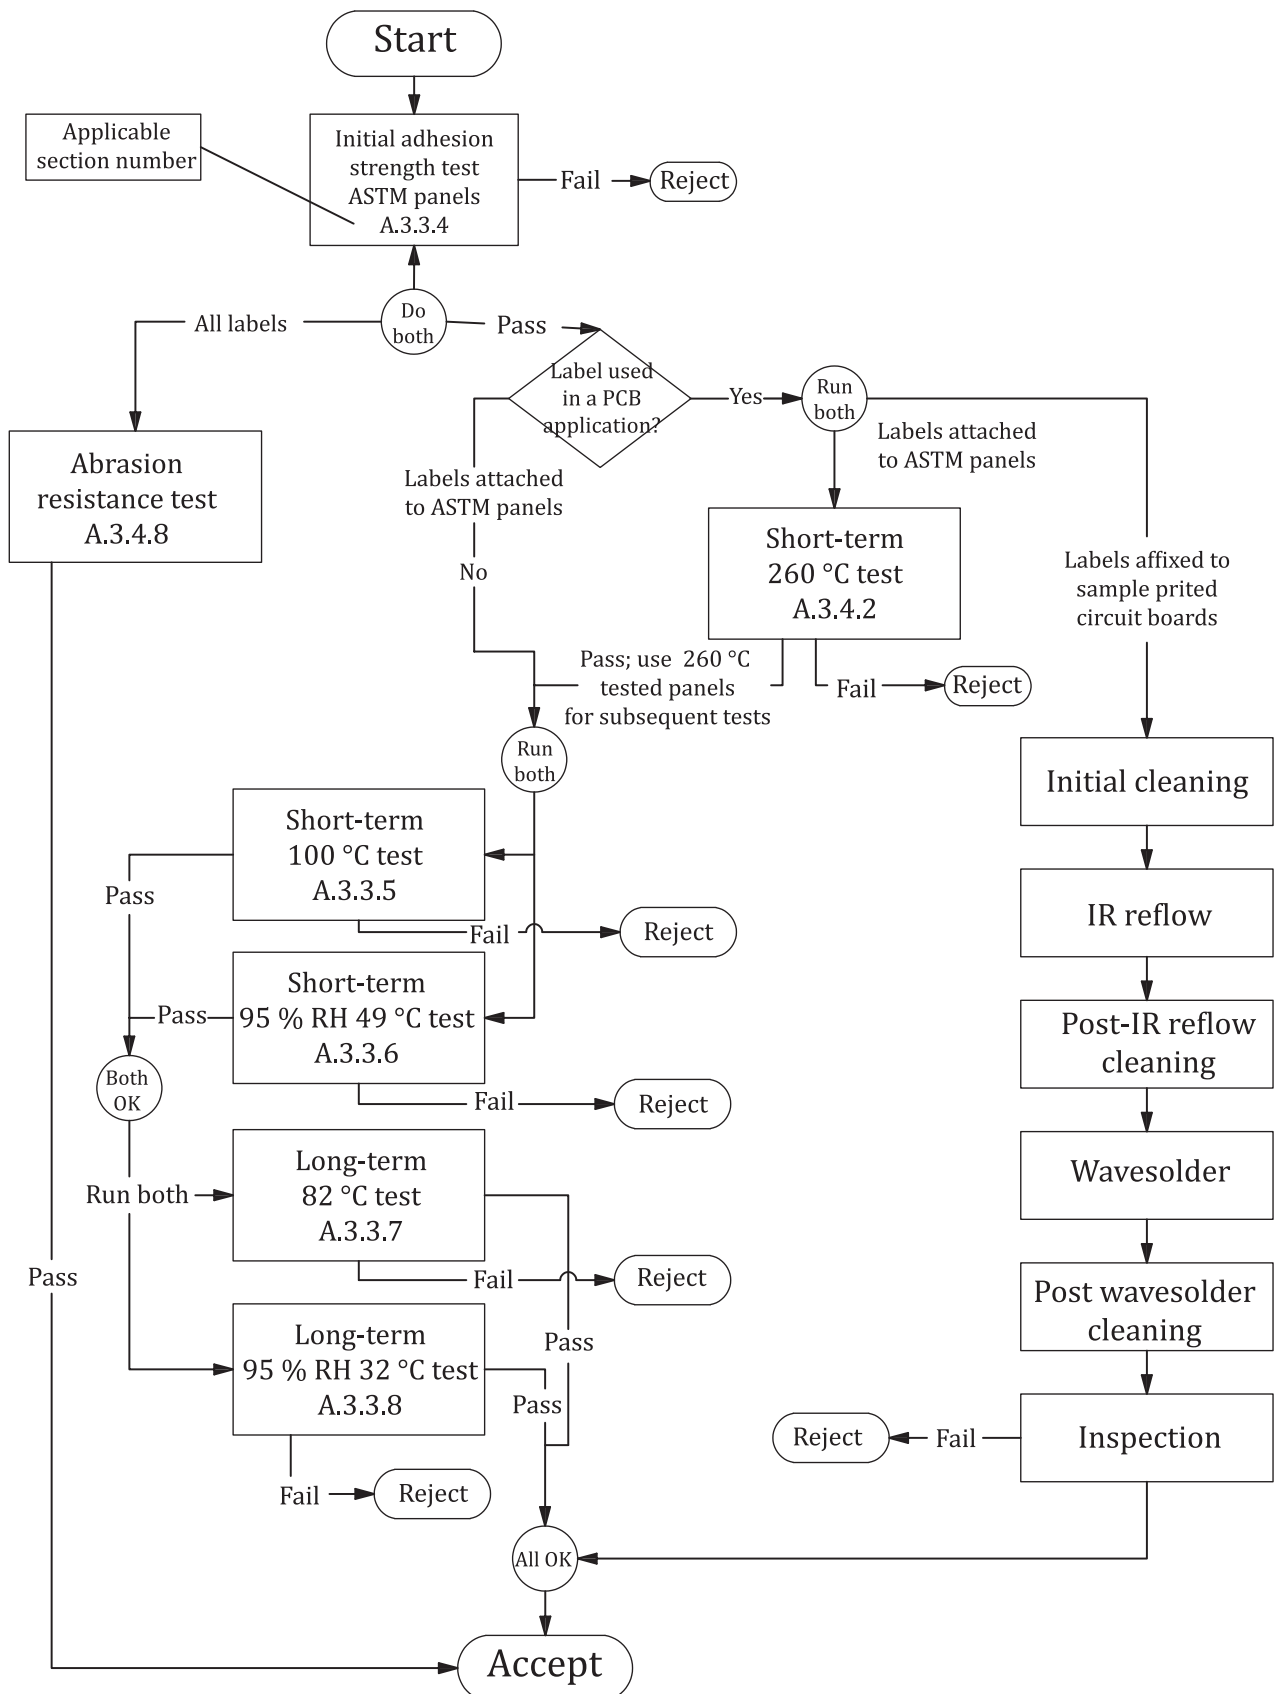 Start
Applicable
section number
Initial adhesion
strength test
ASTM panels
A.3.3.4
Fail
Reject
Do
both
All labels
Pass
Label used
in a PCB
application?
Yes
Run
both
Labels attached
to ASTM panels
Labels attached
to ASTM panels
No
Abrasion
resistance test
A.3.4.8
Short-term
260 °C test
A.3.4.2
Labels affixed to
sample prited
circuit boards
Pass; use 260 °C
tested panels
for subsequent tests
Fail
Reject
Run
both
Initial cleaning
Short-term
100 °C test
A.3.3.5
Pass
Fail
Reject
IR reflow
Short-term
95 % RH 49 °C test
A.3.3.6
Pass
Both
OK
Fail
Reject
Post-IR reflow
cleaning
Run both
Long-term
82 °C test
A.3.3.7
Wavesolder
Pass
Fail
Reject
Post wavesolder
cleaning
Long-term
95 % RH 32 °C test
A.3.3.8
Pass
Pass
Fail
Reject
Reject
Fail
Inspection
All OK
Accept